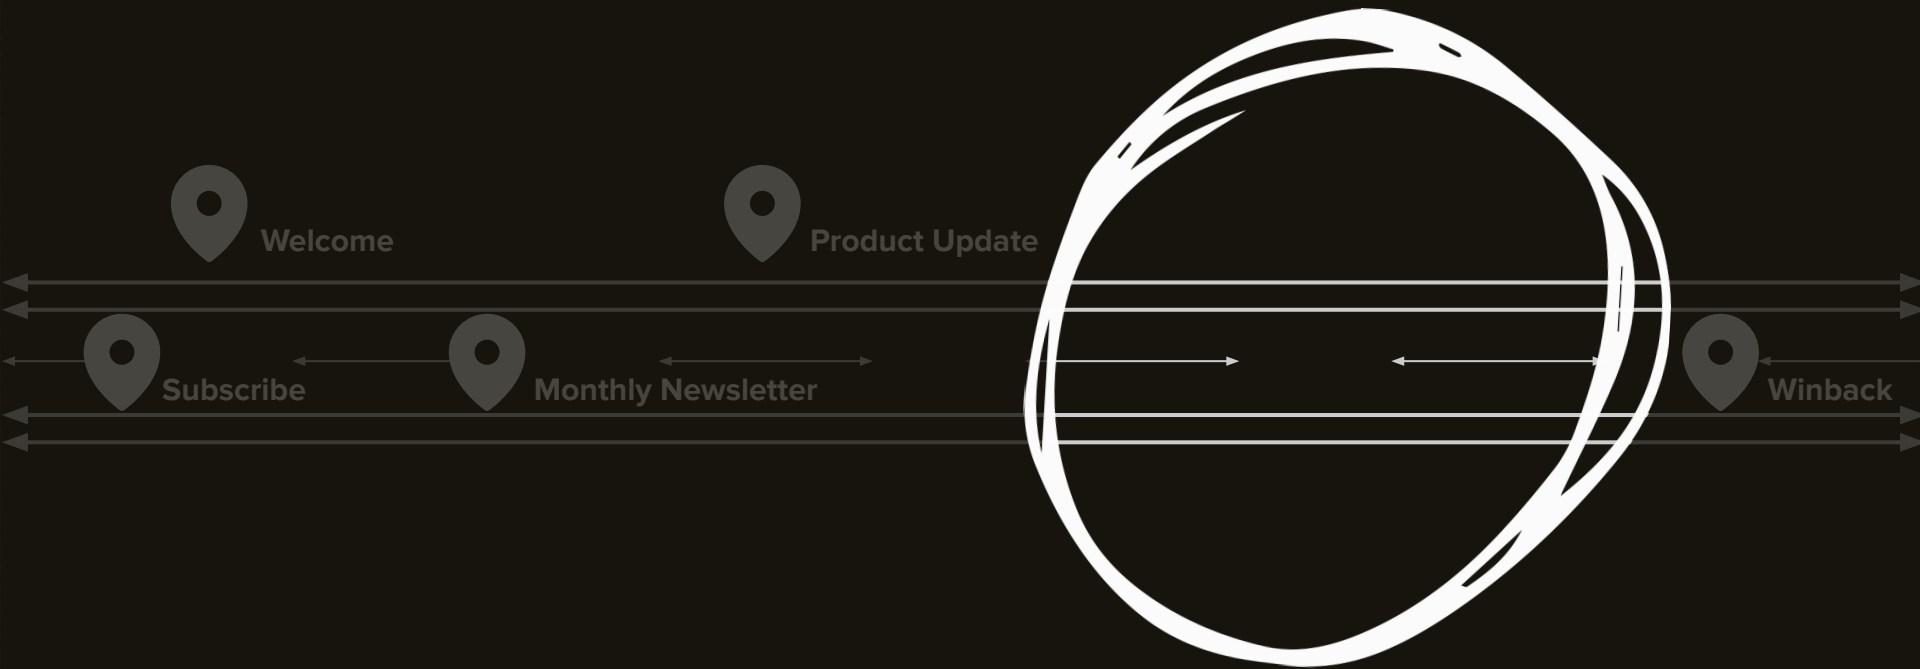 Welcome
Product Update
Subscribe
Monthly Newsletter
Winback